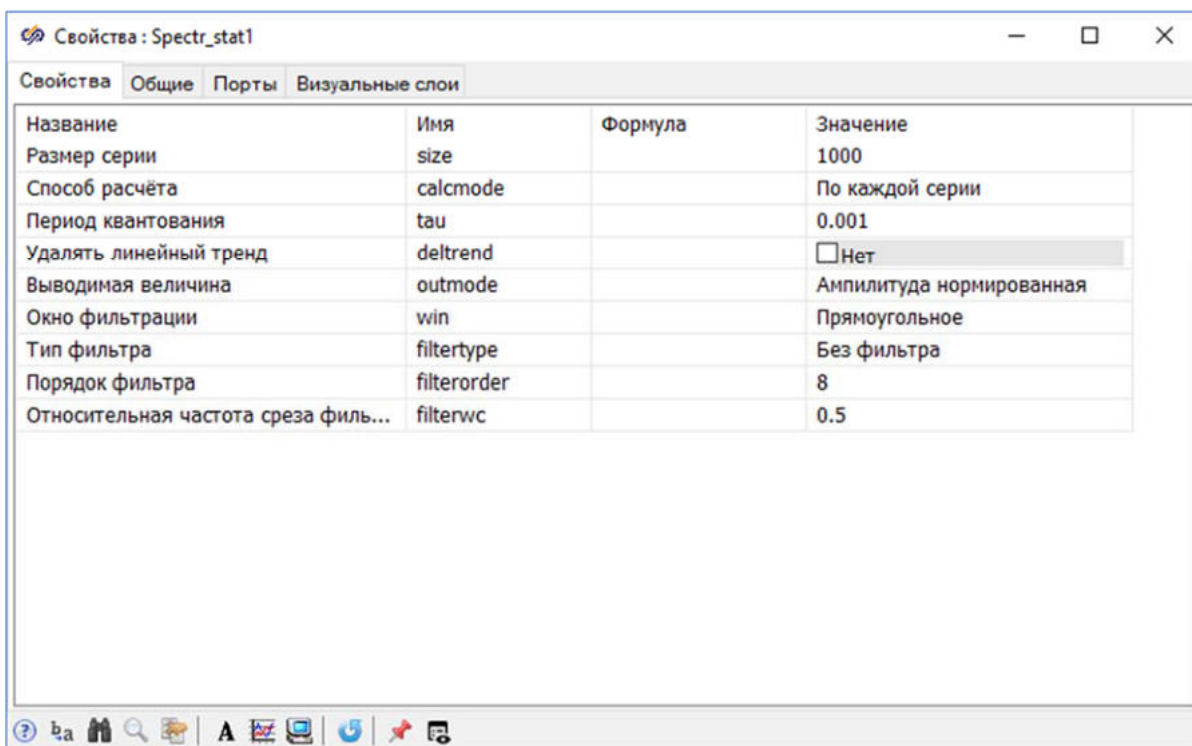 Свойства : Spectr_stat1
Свойства Общие Порты Визуальные слои
Название Имя Формула Значение
Размер серии size 1000
Способ расчёта calcmode По каждой серии
Период квантования tau 0.001
Удалять линейный тренд deltrend Нет
Выводимая величина outmode Ампилитуда нормированная
Окно фильтрации win Прямоугольное
Тип фильтра filtertype Без фильтра
Порядок фильтра filterorder 8
Относительная частота среза филь... filterwc 0.5